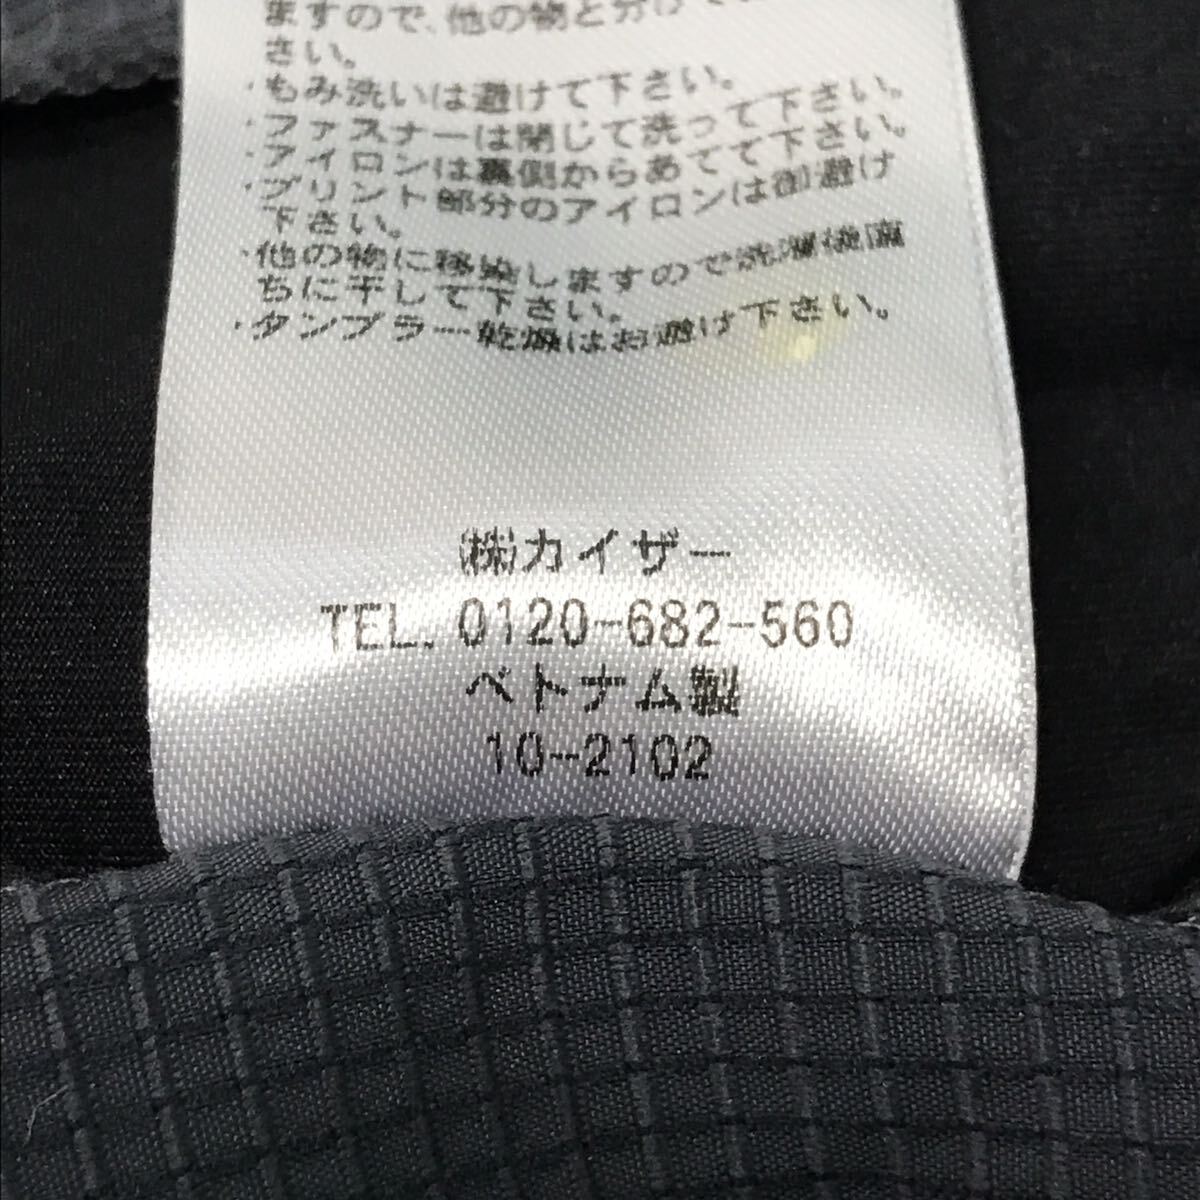 ますので、他の物と分けて
さい。
・もみ洗いは避けて下さい。
・ファスナーは閉じて洗って下さい。
・アイロンは裏側からあてて下さい。
・プリント部分のアイロンは御避け
下さい。
・他の物に移染しますので洗濯後直
ちに干して下さい。
・タンブラー乾燥はお避け下さい。
㈱カイザー
TEL. 0120-682-560
ベトナム製
10-2102